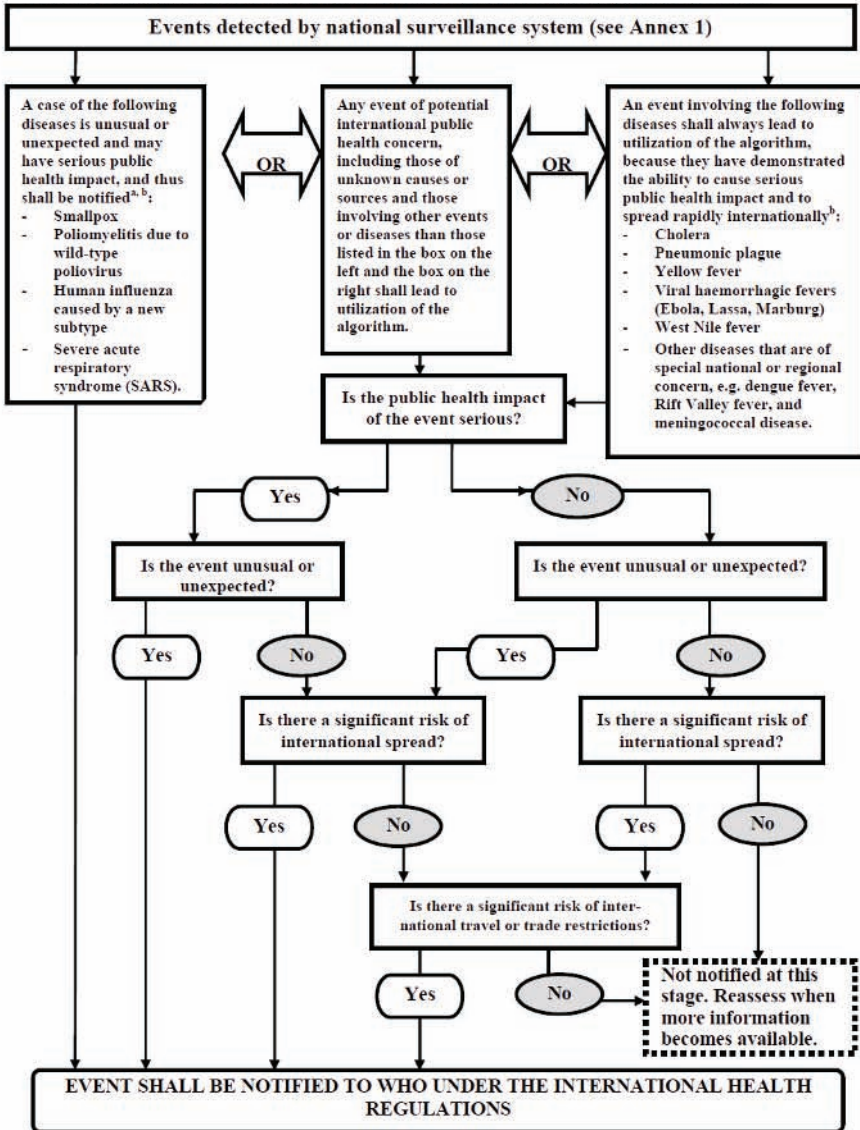 Events detected by national surveillance system (see Annex 1)
A case of the following
diseases is unusual or
unexpected and may
have serious public
health impact, and thus
shall be notifiedᵃ, ᵇ:
- Smallpox
- Poliomyelitis due to
wild-type
poliovirus
- Human influenza
caused by a new
subtype
- Severe acute
respiratory
syndrome (SARS).
OR
Any event of potential
international public
health concern,
including those of
unknown causes or
sources and those
involving other events
or diseases than those
listed in the box on the
left and the box on the
right shall lead to
utilization of the
algorithm.
OR
An event involving the following
diseases shall always lead to
utilization of the algorithm,
because they have demonstrated
the ability to cause serious
public health impact and to
spread rapidly internationallyᵇ:
- Cholera
- Pneumonic plague
- Yellow fever
- Viral haemorrhagic fevers
(Ebola, Lassa, Marburg)
- West Nile fever
- Other diseases that are of
special national or regional
concern, e.g. dengue fever,
Rift Valley fever, and
meningococcal disease.
Is the public health impact
of the event serious?
Yes
No
Is the event unusual or
unexpected?
Is the event unusual or unexpected?
Yes
No
Yes
No
Is there a significant risk of
international spread?
Is there a significant risk of
international spread?
Yes
No
Yes
No
Is there a significant risk of inter-
national travel or trade restrictions?
Yes
No
Not notified at this
stage. Reassess when
more information
becomes available.
EVENT SHALL BE NOTIFIED TO WHO UNDER THE INTERNATIONAL HEALTH
REGULATIONS